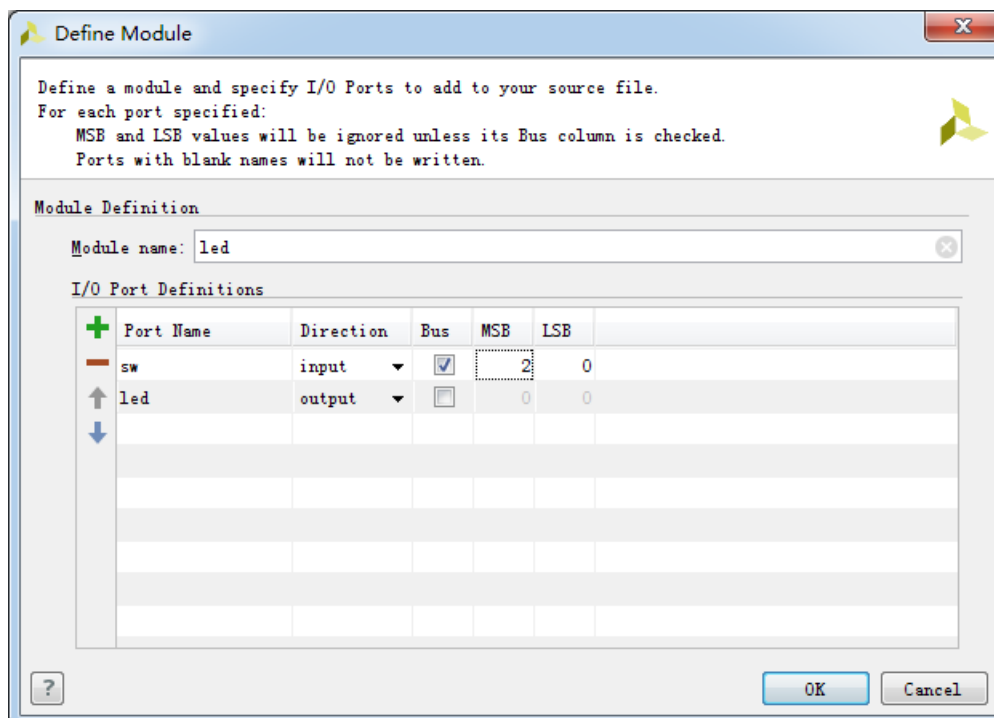 Define Module
Define a module and specify I/O Ports to add to your source file.
For each port specified:
MSB and LSB values will be ignored unless its Bus column is checked.
Ports with blank names will not be written.
Module Definition
Module name: led
I/O Port Definitions
Port Name Direction Bus MSB LSB
sw input 2 0
led output 0 0
? OK Cancel